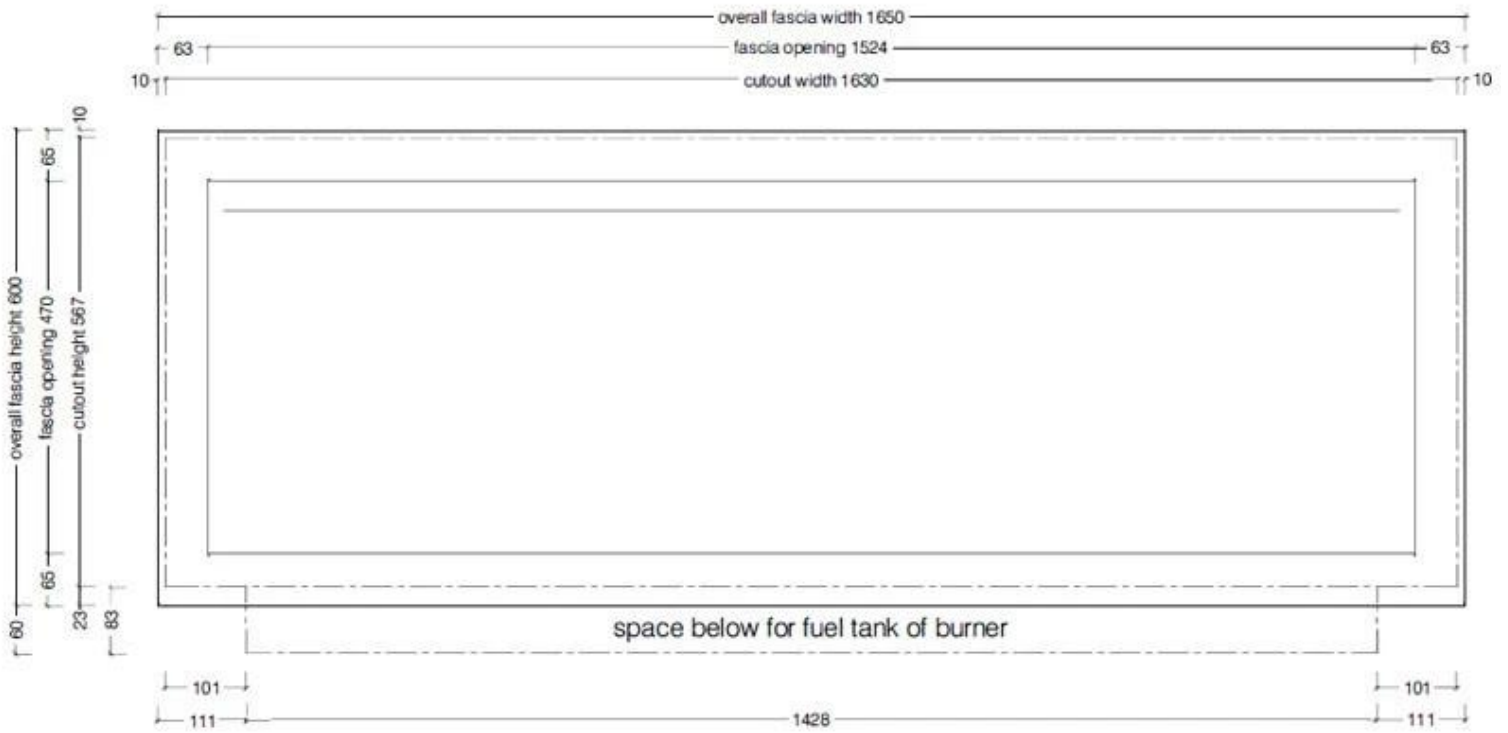 overall fascia width 1650
63 fascia opening 1524 63
10 cutout width 1630 10
10
65
overall fascia height 600
fascia opening 470
cutout height 567
65
60
23
83
space below for fuel tank of burner
101 101
111 1428 111